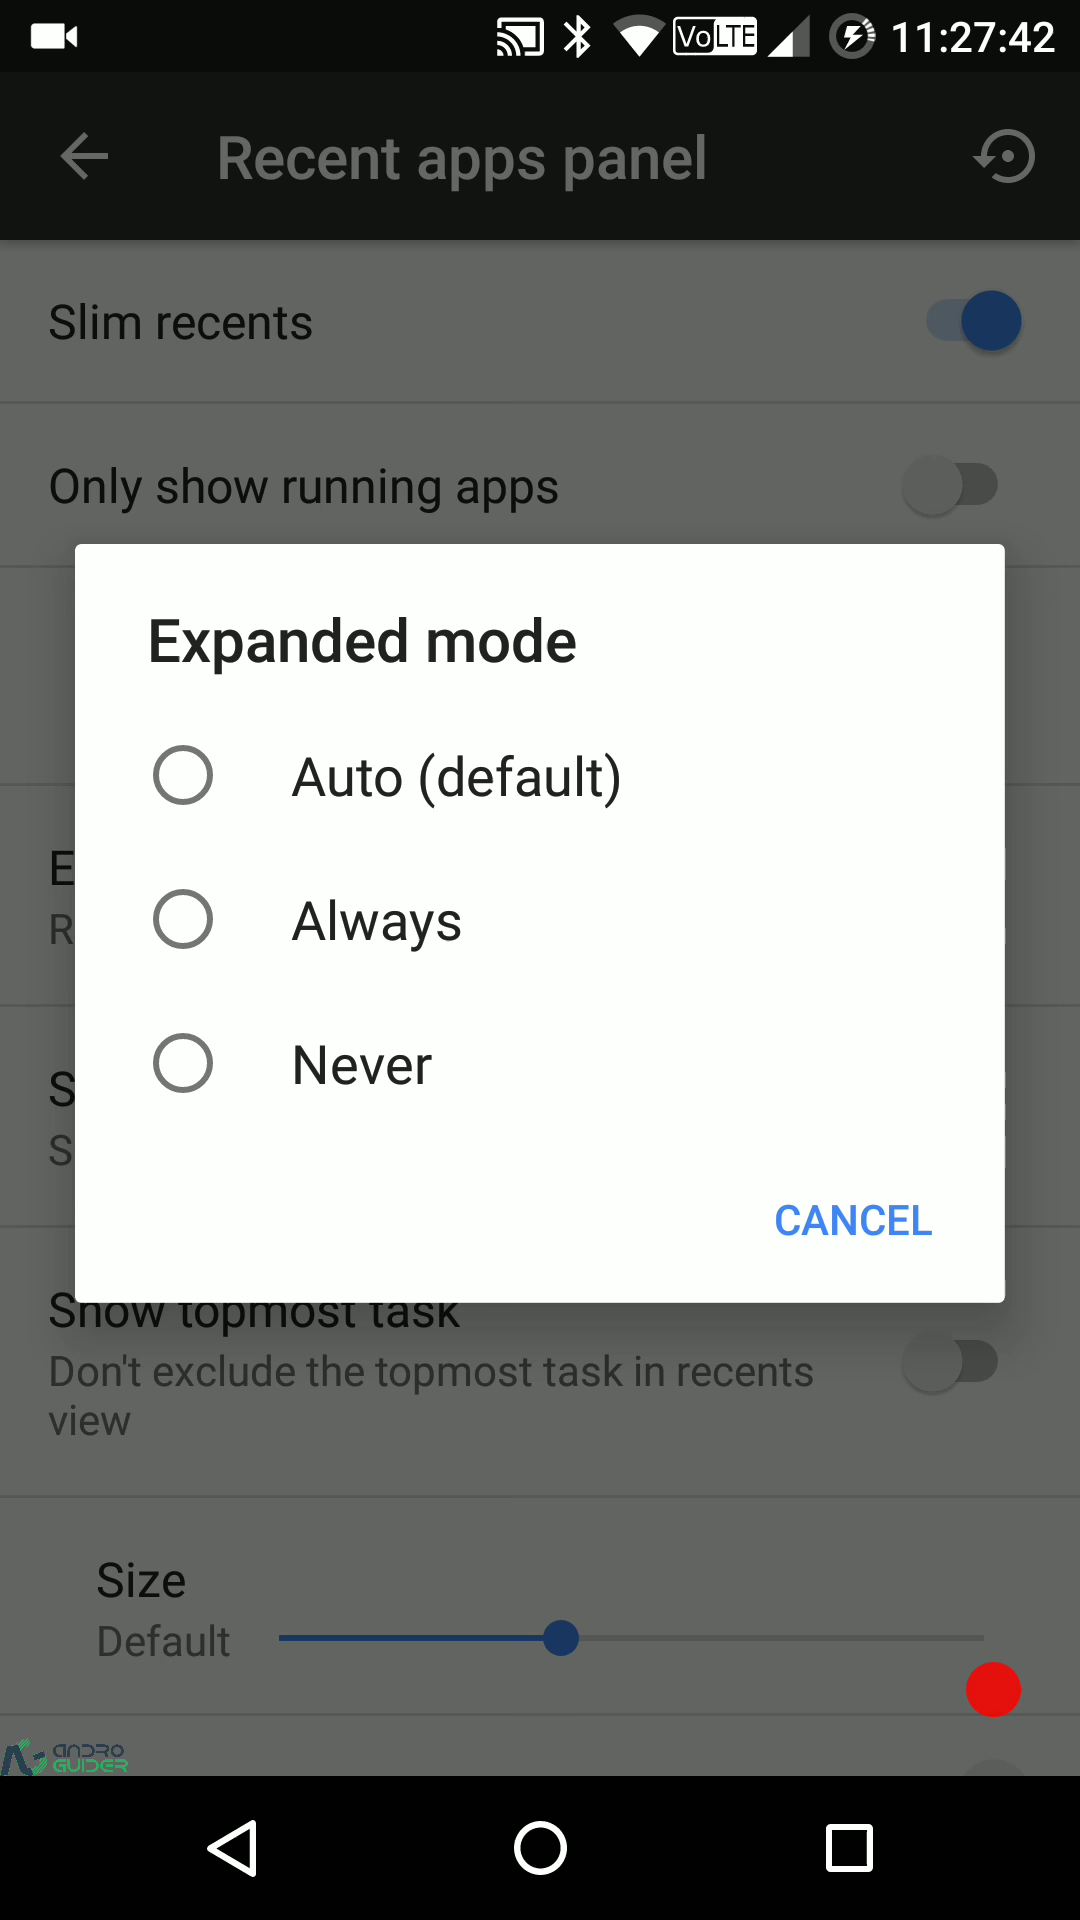 VoLTE 11:27:42
Recent apps panel
Slim recents
Only show running apps
Expanded mode
Auto (default)
E
Always
R
Never
S
S
CANCEL
Show topmost task
Don't exclude the topmost task in recents
view
Size
Default
ANDRO
GUIDER